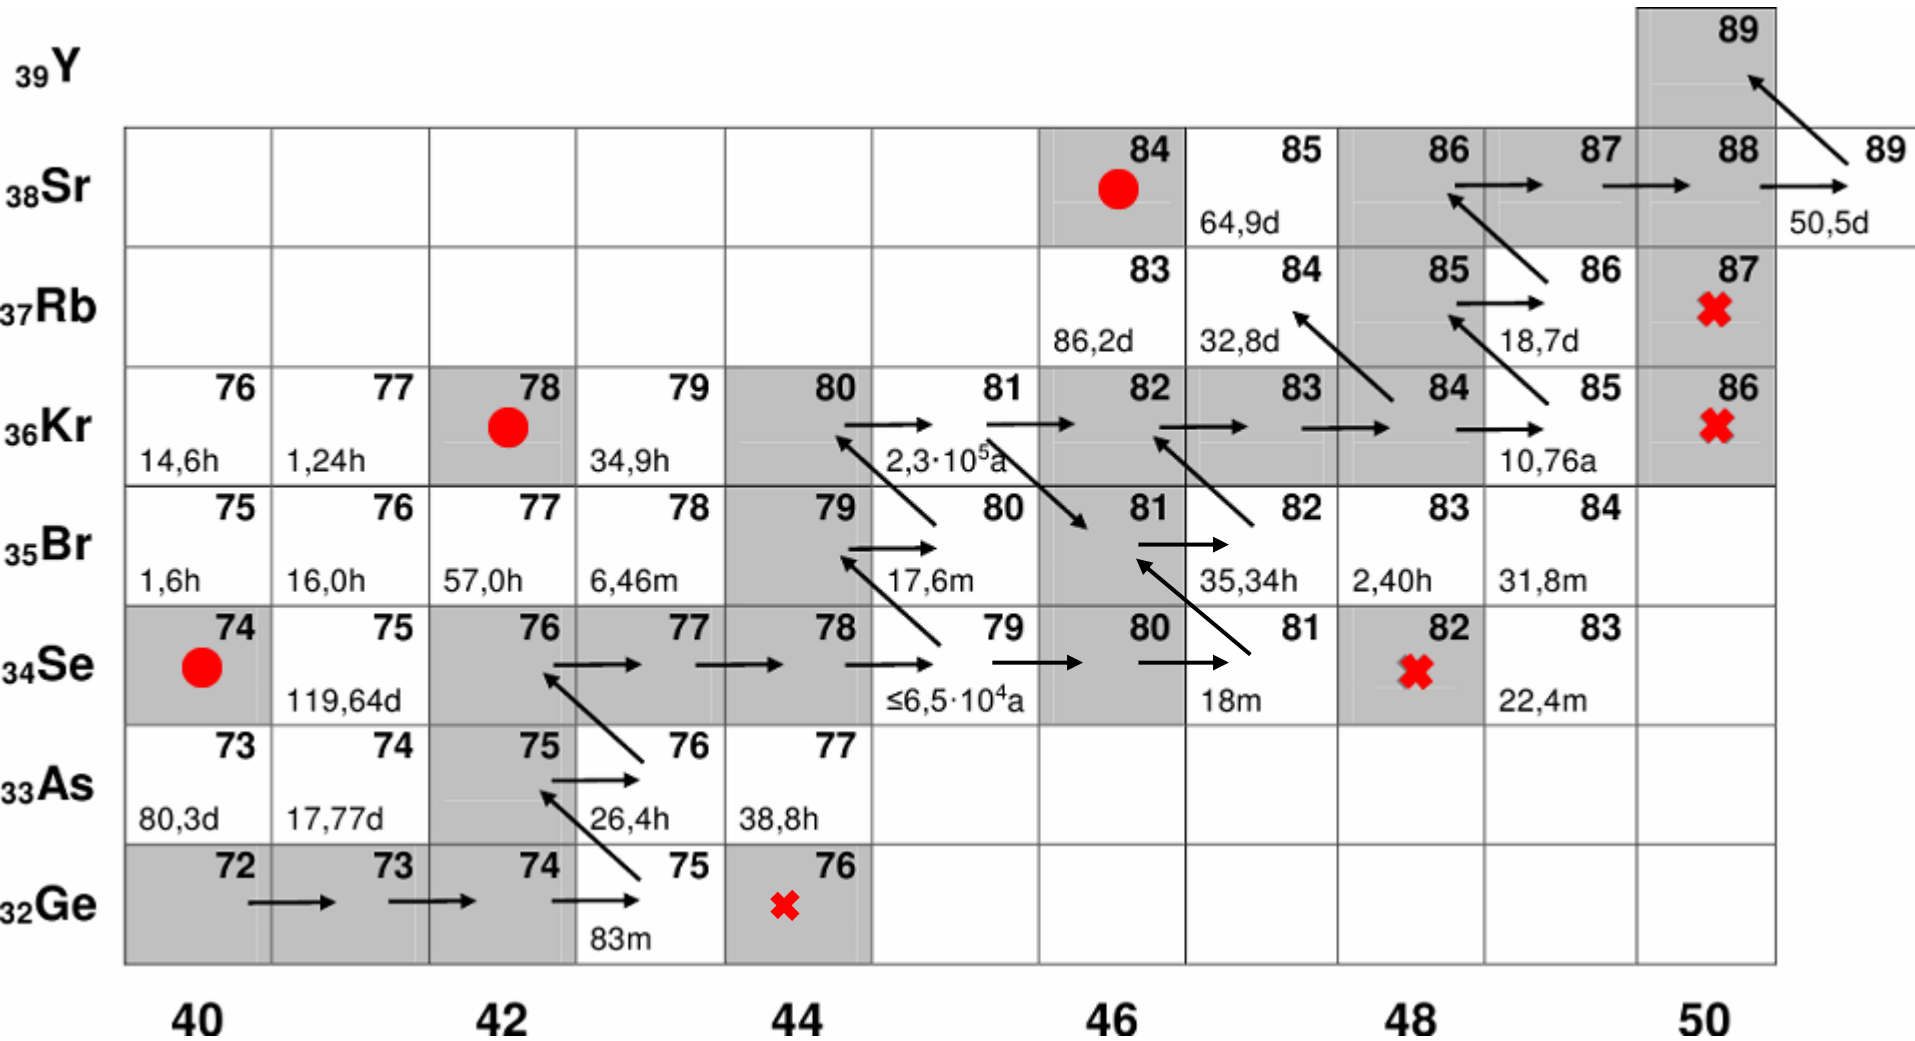 89
39Y
84 85 86 87 88 89
38Sr
64,9d 50,5d
83 84 85 86 87
37Rb
86,2d 32,8d 18,7d
76 77 78 79 80 81 82 83 84 85 86
36Kr
14,6h 1,24h 34,9h 2,3·10⁵a 10,76a
75 76 77 78 79 80 81 82 83 84
35Br
1,6h 16,0h 57,0h 6,46m 17,6m 35,34h 2,40h 31,8m
74 75 76 77 78 79 80 81 82 83
34Se
119,64d ≤6,5·10⁴a 18m 22,4m
73 74 75 76 77
33As
80,3d 17,77d 26,4h 38,8h
72 73 74 75 76
32Ge
83m
40 42 44 46 48 50